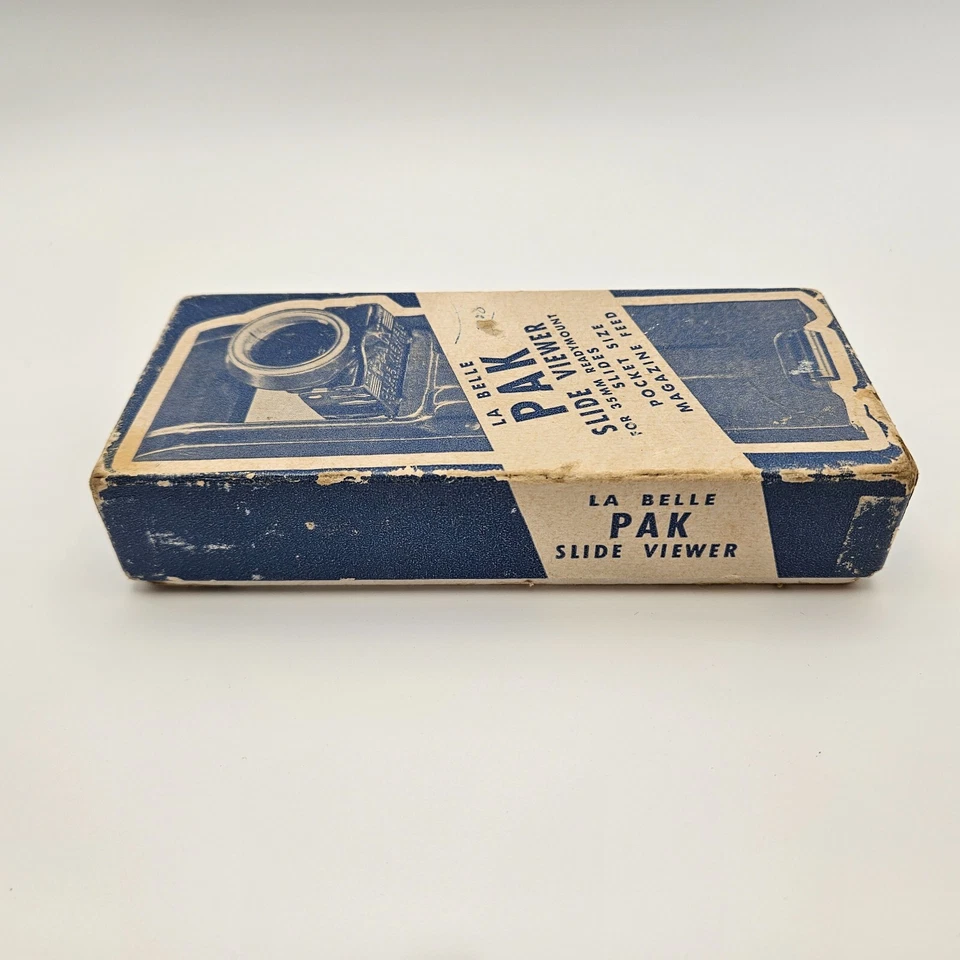 LA BELLE
PAK
SLIDE VIEWER
FOR 35MM READYMOUNT
SLIDES
POCKET SIZE
MAGAZINE FEED
LA BELLE
PAK
SLIDE VIEWER